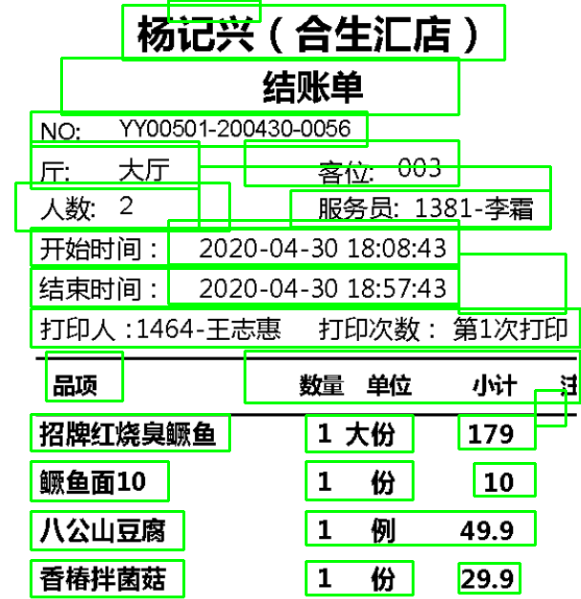 杨记兴（合生汇店）
结账单
NO: YY00501-200430-0056
厅: 大厅 客位: 003
人数: 2 服务员: 1381-李霜
开始时间： 2020-04-30 18:08:43
结束时间： 2020-04-30 18:57:43
打印人：1464-王志惠 打印次数： 第1次打印
品项 数量 单位 小计
招牌红烧臭鳜鱼 1 大份 179
鳜鱼面10 1 份 10
八公山豆腐 1 例 49.9
香椿拌菌菇 1 份 29.9